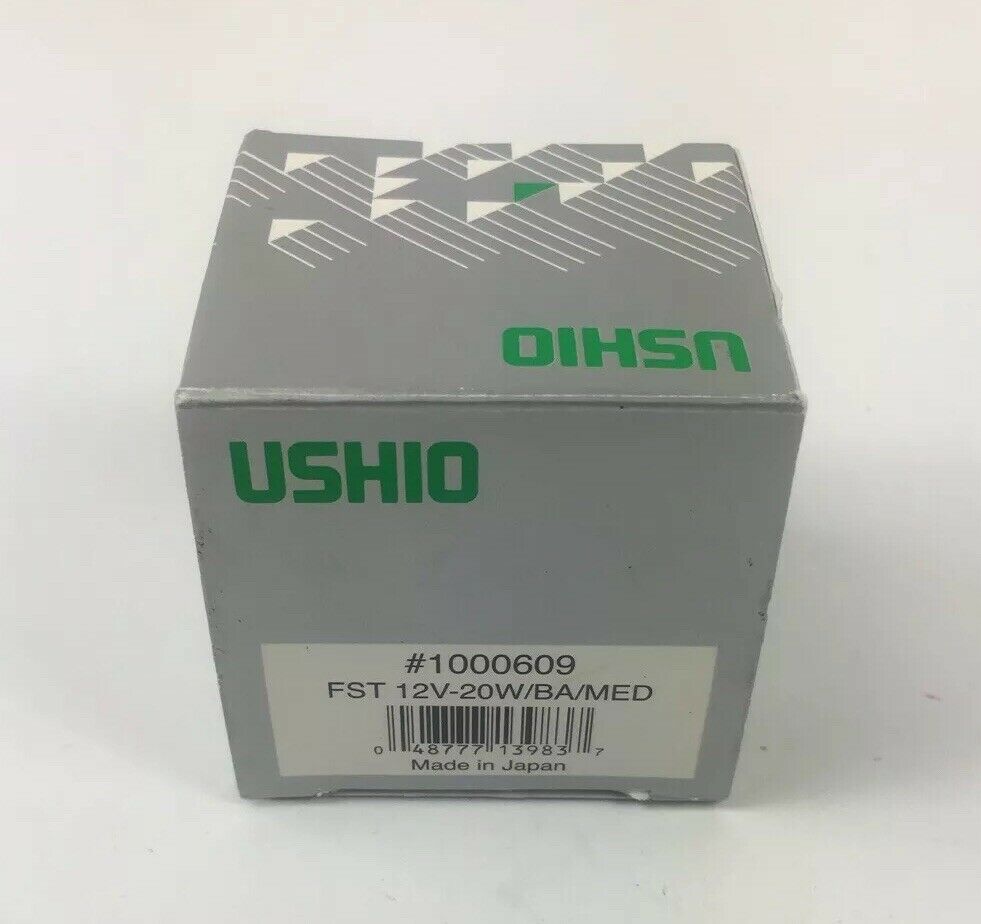 USHIO
USHIO
#1000609
FST 12V-20W/BA/MED
0 48777 13983 7
Made in Japan